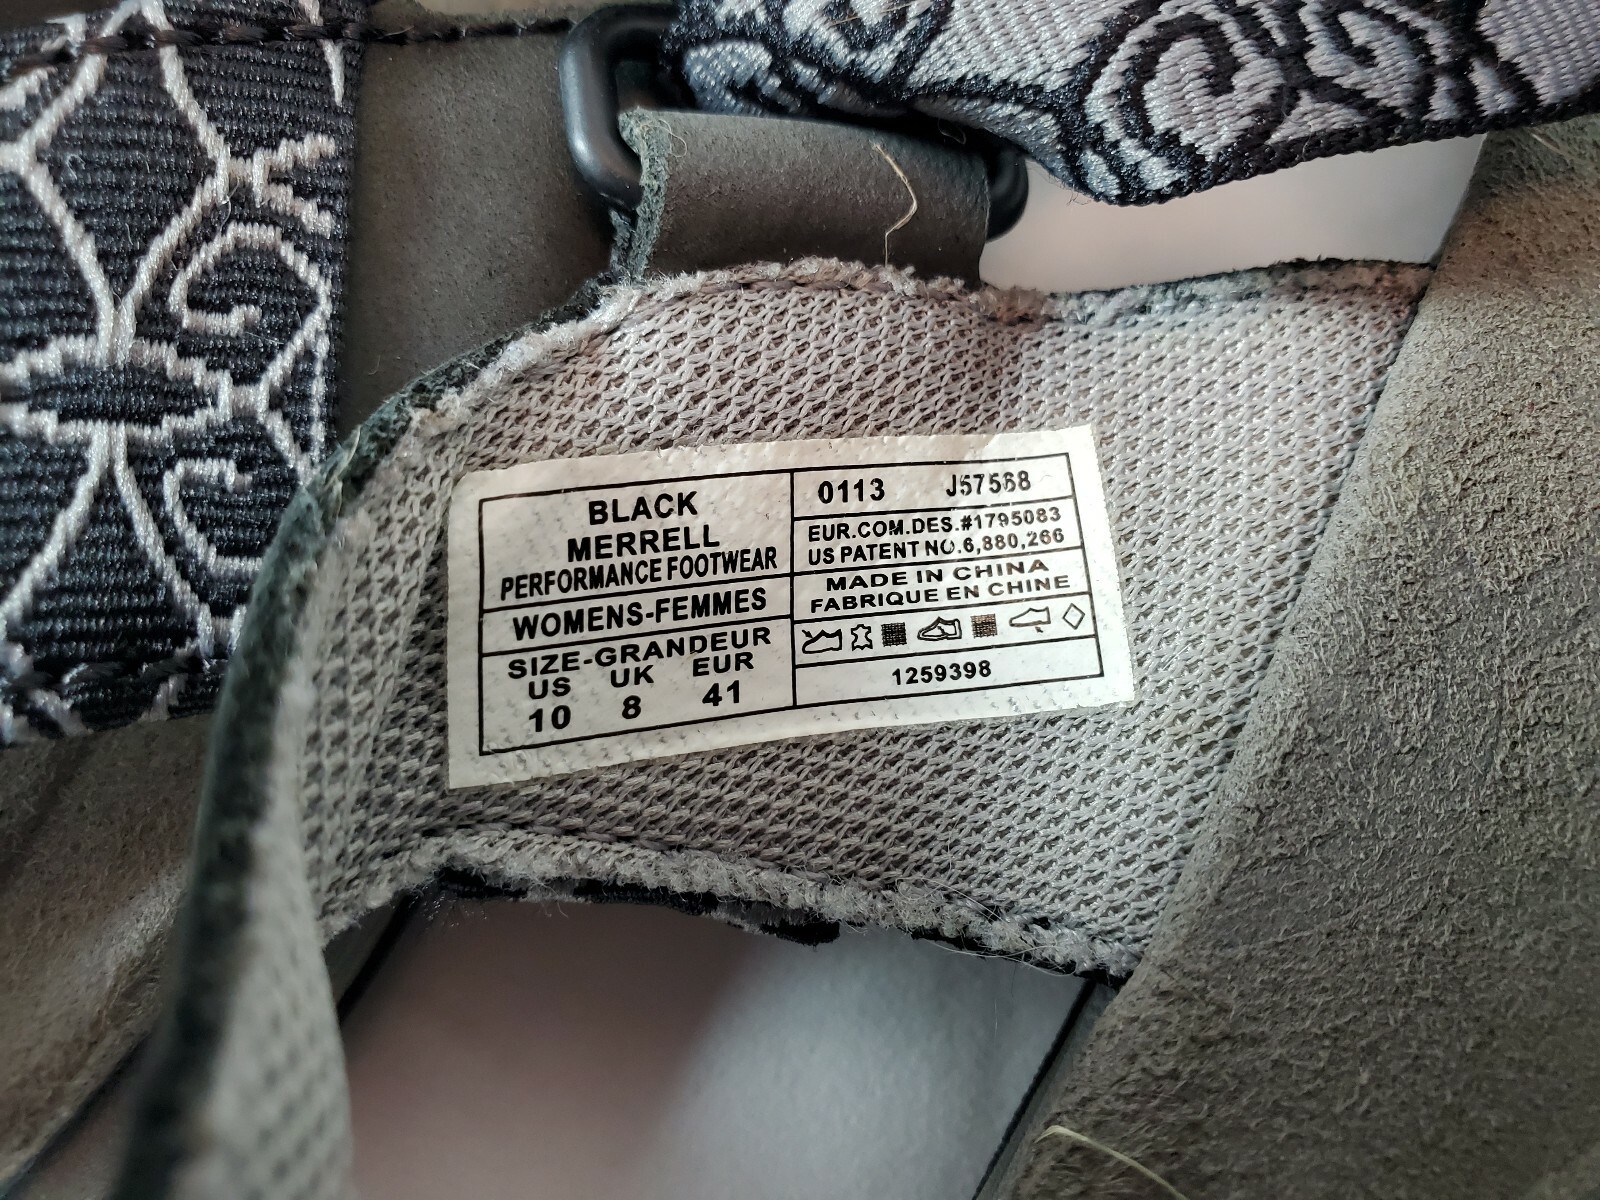 BLACK
MERRELL
PERFORMANCE FOOTWEAR
WOMENS-FEMMES
SIZE-GRANDEUR
US UK EUR
10 8 41
0113 J57568
EUR.COM.DES.#1795083
US PATENT NO.6,880,266
MADE IN CHINA
FABRIQUE EN CHINE
1259398